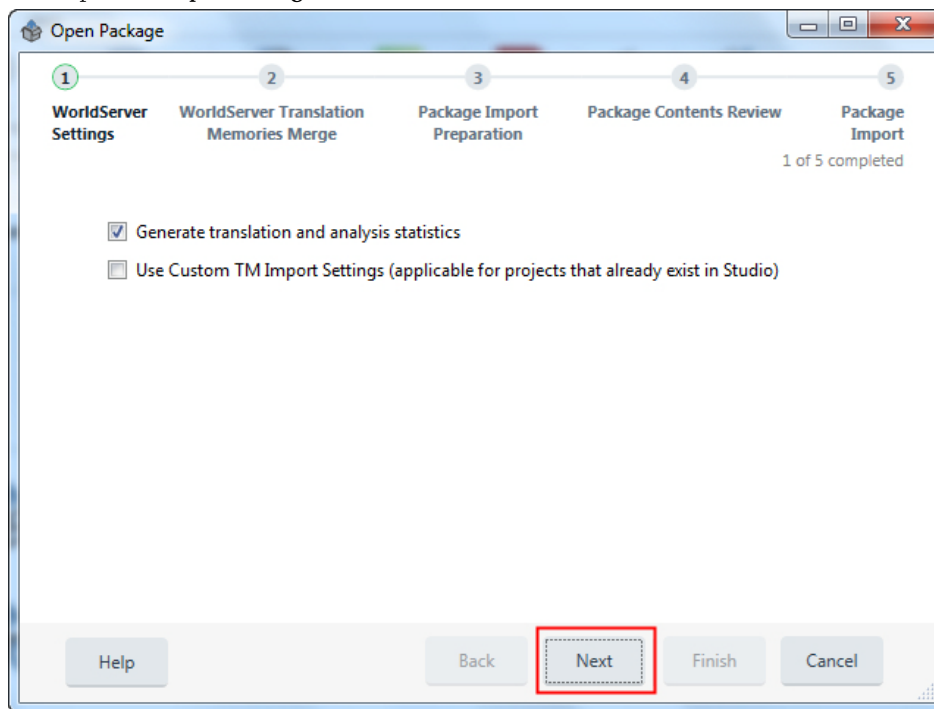 Open Package
1 2 3 4 5
WorldServer WorldServer Translation Package Import Package Contents Review Package
Settings Memories Merge Preparation Import
1 of 5 completed
Generate translation and analysis statistics
Use Custom TM Import Settings (applicable for projects that already exist in Studio)
Help Back Next Finish Cancel